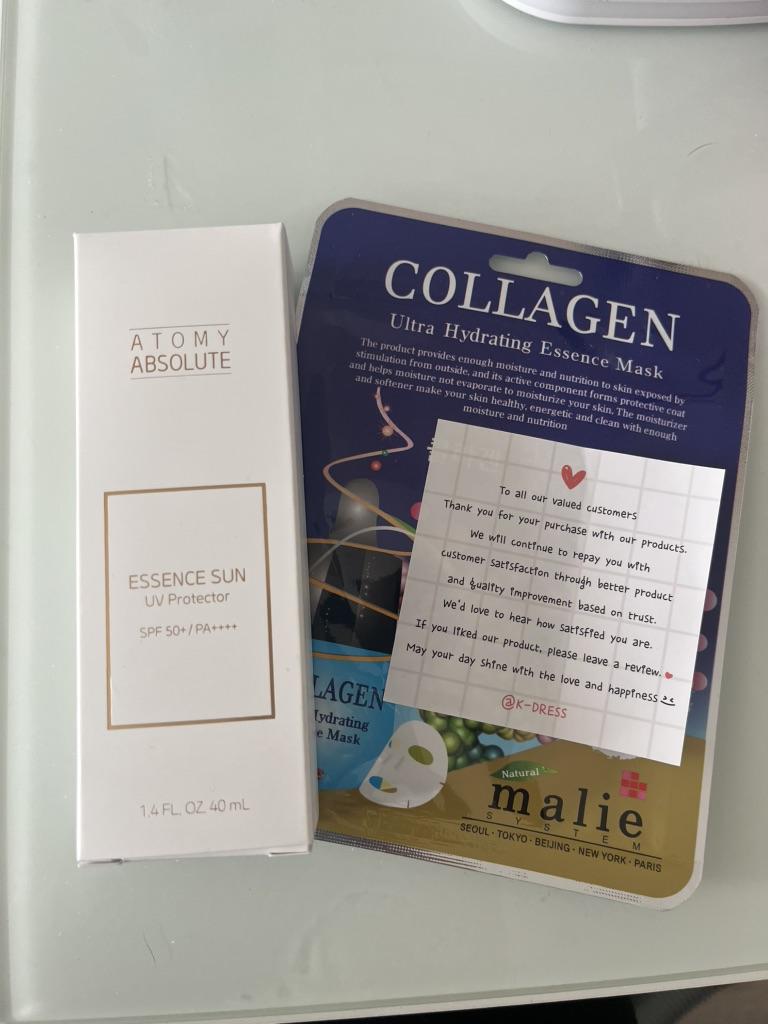 ATOMY
ABSOLUTE
ESSENCE SUN
UV Protector
SPF 50+/PA++++
1.4 FL. OZ. 40 mL
COLLAGEN
Ultra Hydrating Essence Mask
The product provides enough moisture and nutrition to skin exposed by
stimulation from outside, and its active component forms protective coat
and helps moisture not evaporate to moisturize your skin. The moisturizer
and softener make your skin healthy, energetic and clean with enough
moisture and nutrition
To all our valued customers
Thank you for your purchase with our products.
We will continue to repay you with
customer satisfaction through better product
and quality improvement based on trust.
We'd love to hear how satisfied you are.
If you liked our product, please leave a review.
May your day shine with the love and happiness
@K-DRESS
LAGEN
Hydrating
e Mask
Natural
malie
SYSTEM
SEOUL · TOKYO · BEIJING · NEW YORK · PARIS